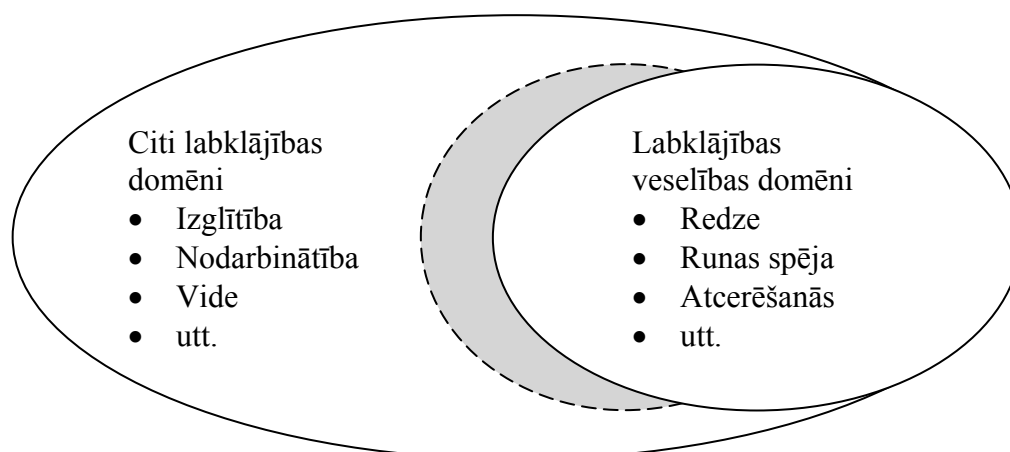 Citi labklājības
domēni
• Izglītība
• Nodarbinātība
• Vide
• utt.
Labklājības
veselības domēni
• Redze
• Runas spēja
• Atcerēšanās
• utt.